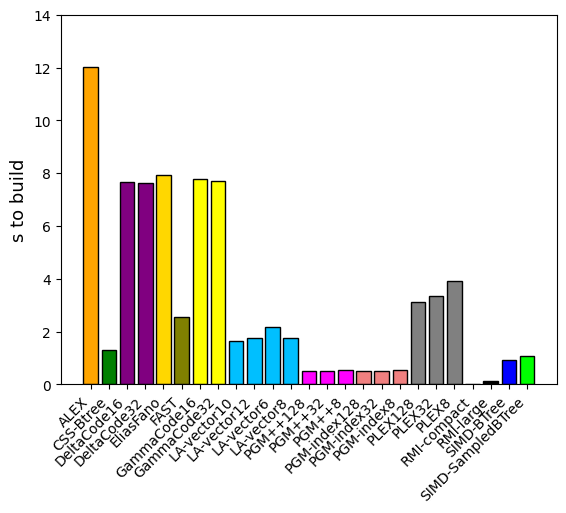 s to build
14
12
10
8
6
4
2
0
ALEX
CSS-Btree
DeltaCode16
DeltaCode32
EliasFano
FAST
GammaCode16
GammaCode32
LA-vector10
LA-vector12
LA-vector6
LA-vector8
PGM++128
PGM++32
PGM++8
PGM-index128
PGM-index32
PGM-index8
PLEX128
PLEX32
PLEX8
RMI-compact
RMI-large
SIMD-BTree
SIMD-SampledBTree